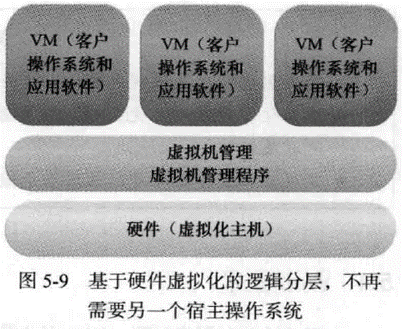 VM（客户
操作系统和
应用软件）
VM（客户
操作系统和
应用软件）
VM（客户
操作系统和
应用软件）
虚拟机管理
虚拟机管理程序
硬件（虚拟化主机）
图 5-9 基于硬件虚拟化的逻辑分层，不再
需要另一个宿主操作系统